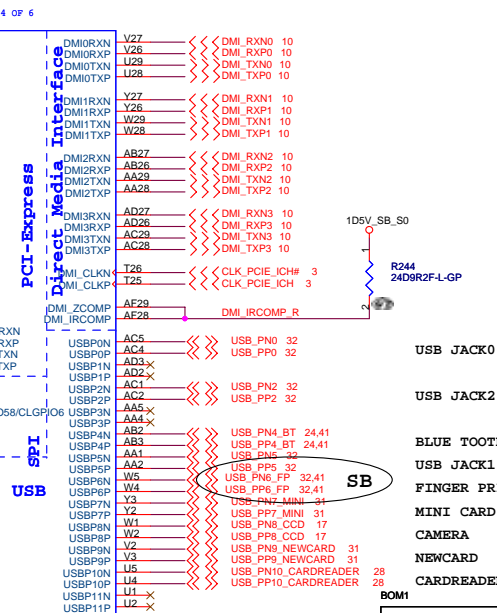 4 OF 6
DMI0RXN V27 DMI_RXN0 10
DMI0RXP V26 DMI_RXP0 10
DMI0TXN U29 DMI_TXN0 10
DMI0TXP U28 DMI_TXP0 10
DMI1RXN Y27 DMI_RXN1 10
DMI1RXP Y26 DMI_RXP1 10
DMI1TXN W29 DMI_TXN1 10
DMI1TXP W28 DMI_TXP1 10
DMI2RXN AB27 DMI_RXN2 10
DMI2RXP AB26 DMI_RXP2 10
DMI2TXN AA29 DMI_TXN2 10
DMI2TXP AA28 DMI_TXP2 10
DMI3RXN AD27 DMI_RXN3 10
DMI3RXP AD26 DMI_RXP3 10
DMI3TXN AC29 DMI_TXN3 10
DMI3TXP AC28 DMI_TXP3 10
DMI_CLKN T26 CLK_PCIE_ICH# 3
DMI_CLKP T25 CLK_PCIE_ICH 3
DMI_ZCOMP AF29
DMI_IRCOMP AF28 DMI_IRCOMP_R
PCI-Express
Direct Media Interface
1D5V_SB_S0
1
R244
24D9R2F-L-GP
2
RXN
RXP
TXN
TXP
USBP0N AC5 USB_PN0 32
USBP0P AC4 USB_PP0 32
USB JACK0
USBP1N AD3
USBP1P AD2
USBP2N AC1 USB_PN2 32
USBP2P AC2 USB_PP2 32
USB JACK2
D58/CLGPIO6 USBP3N AA5
USBP3P AA4
USBP4N AB2 USB_PN4_BT 24,41
USBP4P AB3 USB_PP4_BT 24,41
BLUE TOOT
USBP5N AA1 USB_PN5 32
USBP5P AA2 USB_PP5 32
USB JACK1
USBP6N W5 USB_PN6_FP 32,41
USBP6P W4 USB_PP6_FP 32,41
SB
FINGER PR
USBP7N Y3 USB_PN7_MINI 31
USBP7P Y2 USB_PP7_MINI 31
MINI CARD
USBP8N W1 USB_PN8_CCD 17
USBP8P W2 USB_PP8_CCD 17
CAMERA
USBP9N V2 USB_PN9_NEWCARD 31
USBP9P V3 USB_PP9_NEWCARD 31
NEWCARD
USBP10N U5 USB_PN10_CARDREADER 28
USBP10P U4 USB_PP10_CARDREADER 28
CARDREADE
USBP11N U1
USBP11P U2
SPI
USB
BOM1